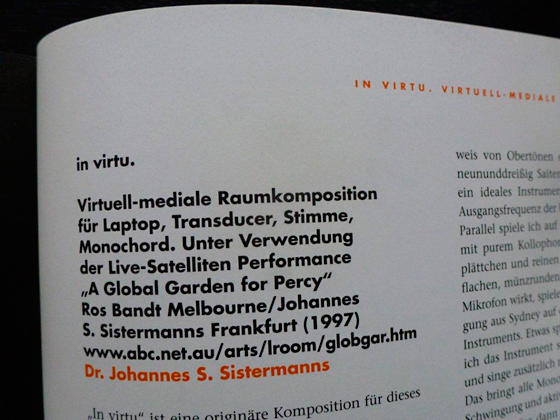 IN VIRTU. VIRTUELL-MEDIALE
in virtu.
Virtuell-mediale Raumkomposition
für Laptop, Transducer, Stimme,
Monochord. Unter Verwendung
der Live-Satelliten Performance
„A Global Garden for Percy“
Ros Bandt Melbourne/Johannes
S. Sistermanns Frankfurt (1997)
www.abc.net.au/arts/lroom/globgar.htm
Dr. Johannes S. Sistermanns
„In virtu“ ist eine originäre Komposition für dieses
weis von Obertönen
neununddreißig Saiten
ein ideales Instrument
Ausgangsfrequenz der
Parallel spiele ich auf
mit purem Kollopho
plättchen und reinen
flachen, münzrunden
Mikrofon wirkt, spiele
gung aus Sydney auf
Instruments. Etwas sp
ich das Instrument s
und singe zusätzlich
Das bringt alle Mono
Schwingung und akt